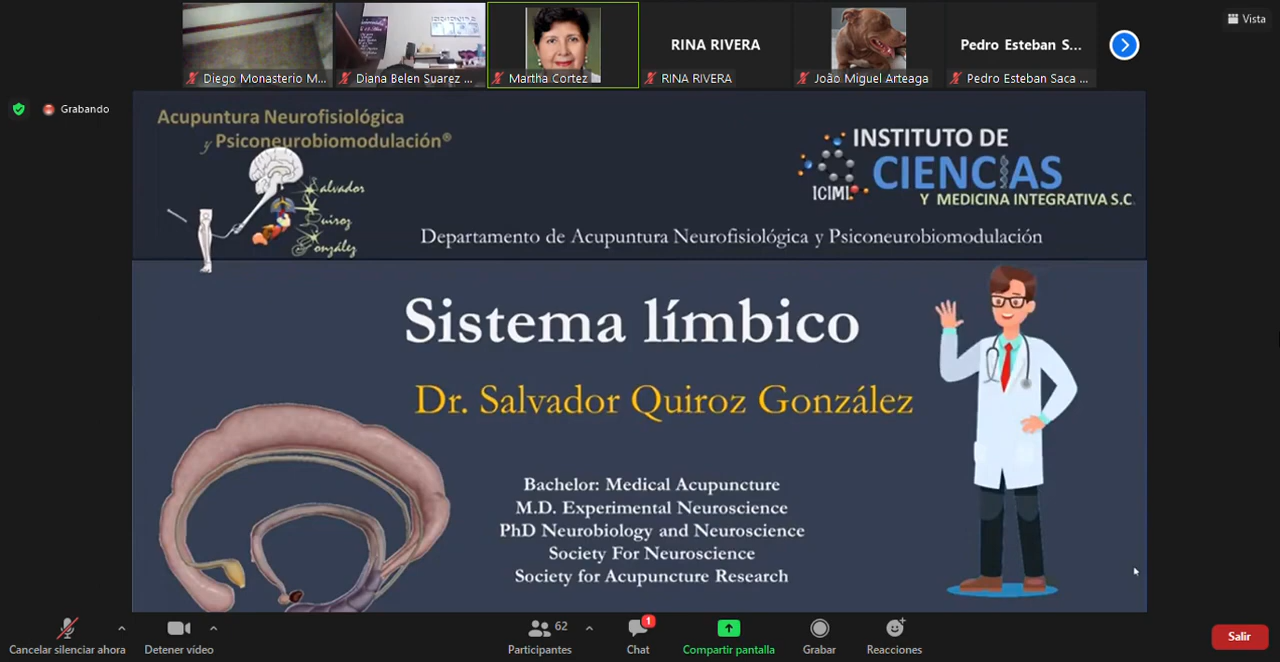 Vista
Diego Monasterio M...
Diana Belen Suarez ...
Martha Cortez
RINA RIVERA
RINA RIVERA
João Miguel Arteaga
Pedro Esteban S...
Pedro Esteban Saca ...
Grabando
Acupuntura Neurofisiológica
y Psiconeurobiomodulación®
Salvador
Quiroz
González
ICIMI
INSTITUTO DE
CIENCIAS
Y MEDICINA INTEGRATIVA S.C.
Departamento de Acupuntura Neurofisiológica y Psiconeurobiomodulación
Sistema límbico
Dr. Salvador Quiroz González
Bachelor: Medical Acupuncture
M.D. Experimental Neuroscience
PhD Neurobiology and Neuroscience
Society For Neuroscience
Society for Acupuncture Research
Cancelar silenciar ahora
Detener video
62
Participantes
1
Chat
Compartir pantalla
Grabar
Reacciones
Salir